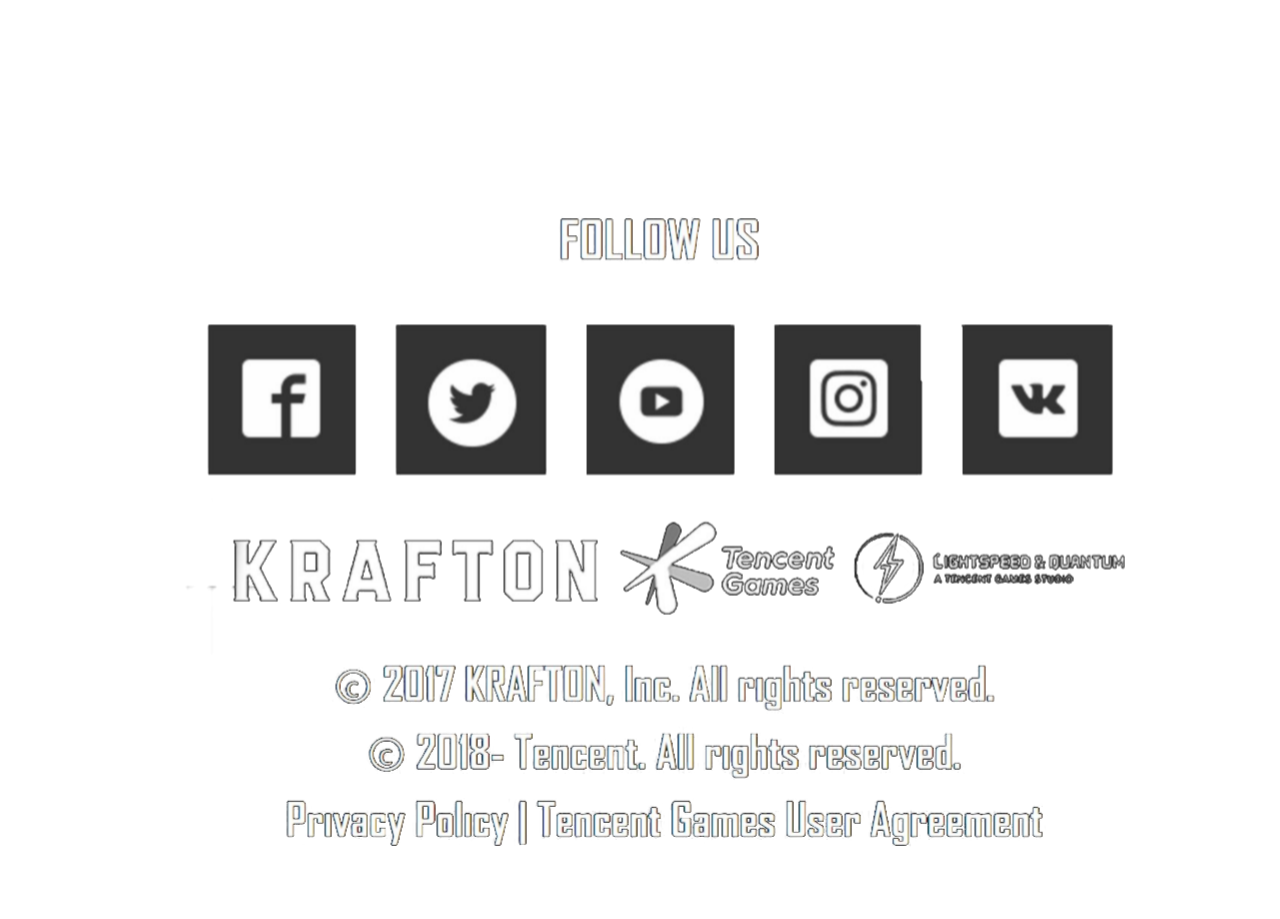 FOLLOW US
KRAFTON Tencent Games LIGHTSPEED & QUANTUM
A TENCENT GAMES STUDIO
© 2017 KRAFTON, Inc. All rights reserved.
© 2018- Tencent. All rights reserved.
Privacy Policy | Tencent Games User Agreement